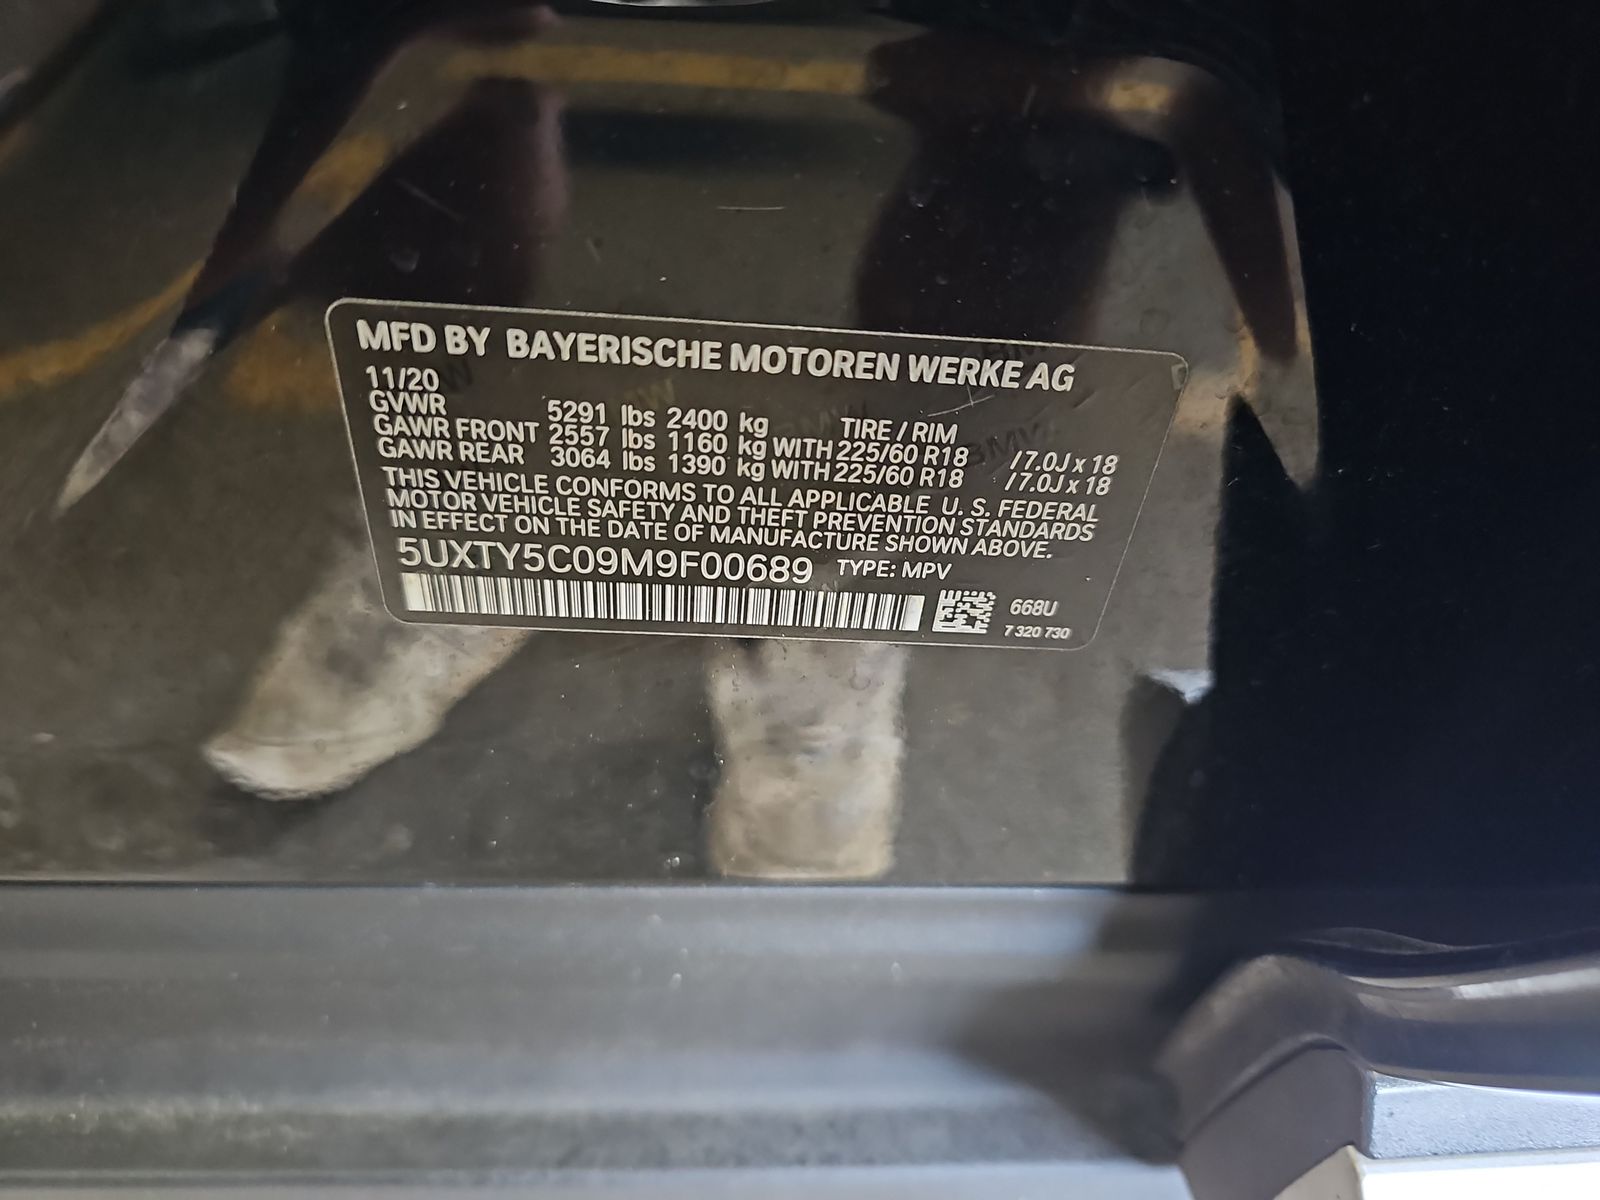 MFD BY BAYERISCHE MOTOREN WERKE AG
11/20
GVWR 5291 lbs 2400 kg TIRE / RIM
GAWR FRONT 2557 lbs 1160 kg WITH 225/60 R18 / 7.0J x 18
GAWR REAR 3064 lbs 1390 kg WITH 225/60 R18 / 7.0J x 18
THIS VEHICLE CONFORMS TO ALL APPLICABLE U. S. FEDERAL
MOTOR VEHICLE SAFETY AND THEFT PREVENTION STANDARDS
IN EFFECT ON THE DATE OF MANUFACTURE SHOWN ABOVE.
5UXTY5C09M9F00689 TYPE: MPV
668U
7 320 730